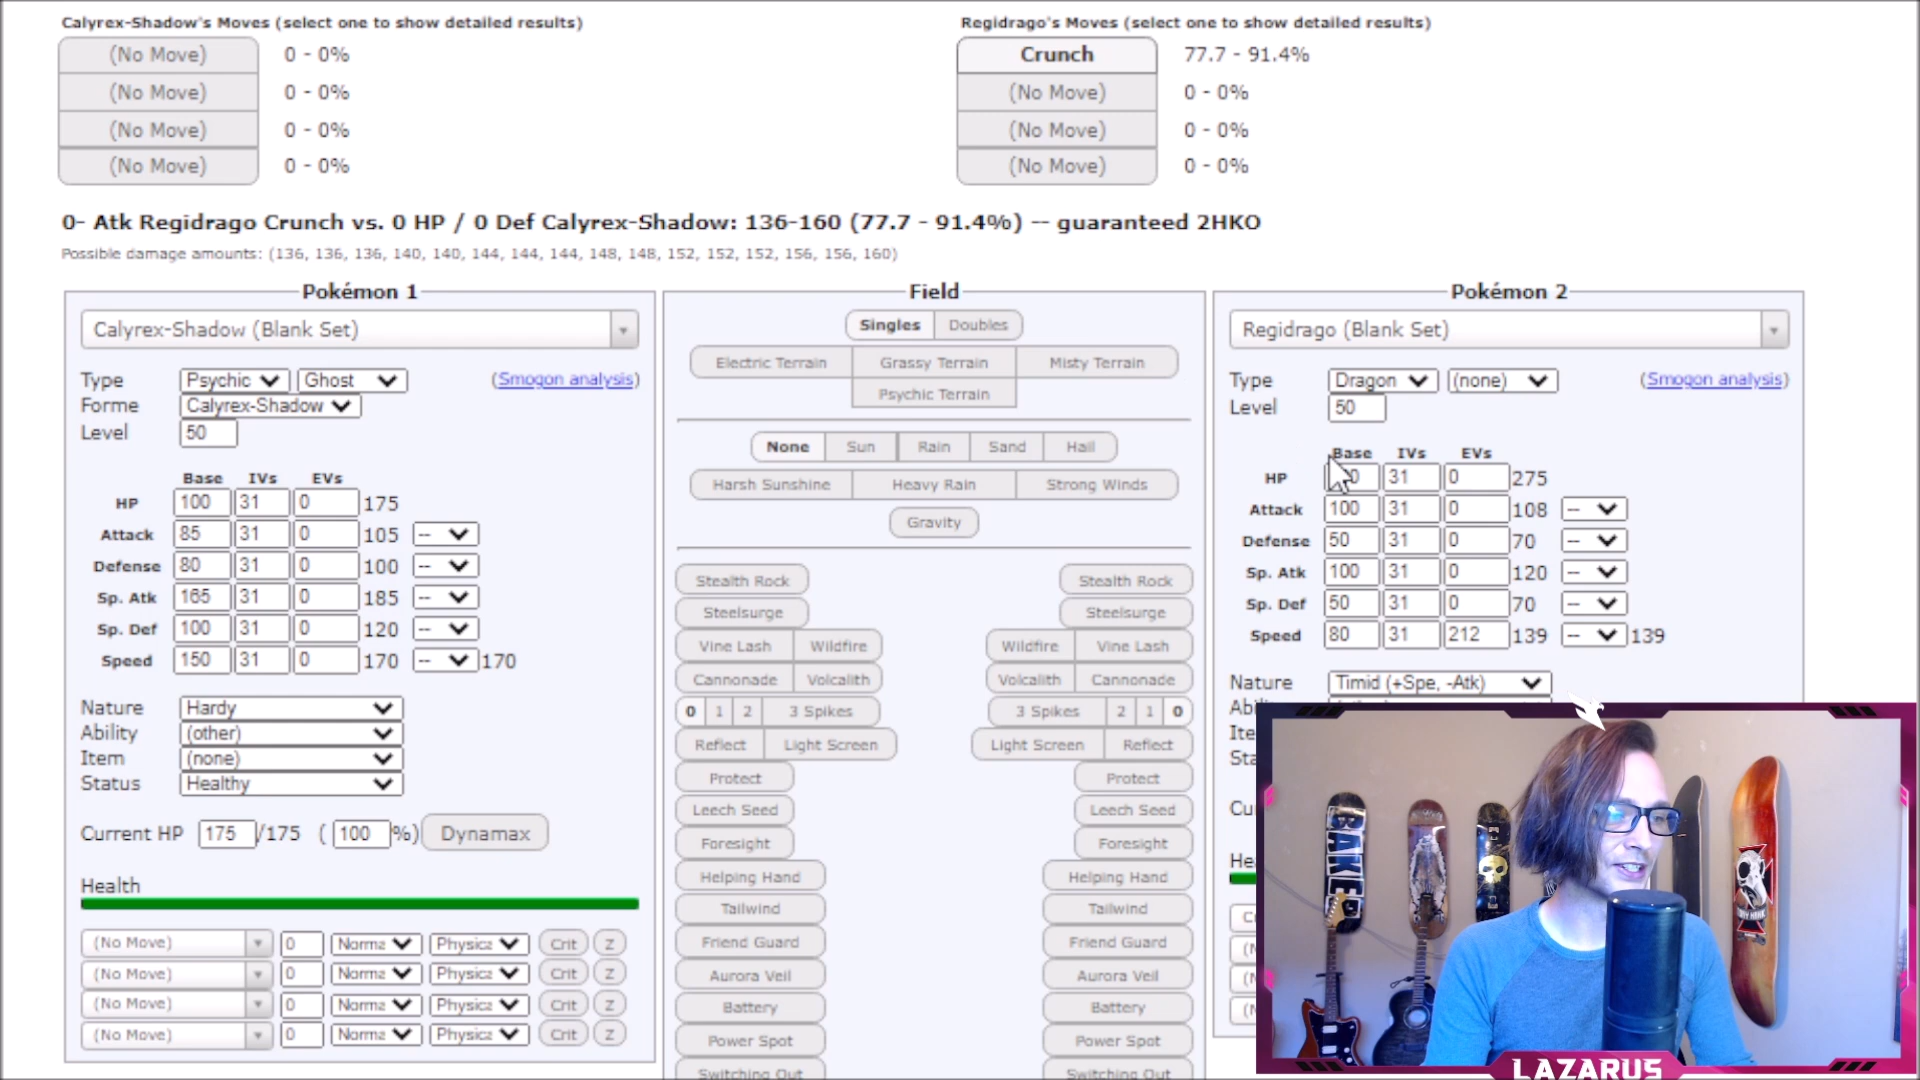 Calyrex-Shadow's Moves (select one to show detailed results)
(No Move) 0 - 0%
(No Move) 0 - 0%
(No Move) 0 - 0%
(No Move) 0 - 0%
Regidrago's Moves (select one to show detailed results)
Crunch 77.7 - 91.4%
(No Move) 0 - 0%
(No Move) 0 - 0%
(No Move) 0 - 0%
0- Atk Regidrago Crunch vs. 0 HP / 0 Def Calyrex-Shadow: 136-160 (77.7 - 91.4%) -- guaranteed 2HKO
Possible damage amounts: (136, 136, 136, 140, 140, 144, 144, 144, 148, 148, 152, 152, 152, 156, 156, 160)
Pokémon 1
Calyrex-Shadow (Blank Set)
Type Psychic Ghost (Smogon analysis)
Forme Calyrex-Shadow
Level 50
Base IVs EVs
HP 100 31 0 175
Attack 85 31 0 105 --
Defense 80 31 0 100 --
Sp. Atk 165 31 0 185 --
Sp. Def 100 31 0 120 --
Speed 150 31 0 170 -- 170
Nature Hardy
Ability (other)
Item (none)
Status Healthy
Current HP 175 /175 ( 100 %) Dynamax
Health
(No Move) 0 Norma Physica Crit Z
(No Move) 0 Norma Physica Crit Z
(No Move) 0 Norma Physica Crit Z
(No Move) 0 Norma Physica Crit Z
Field
Singles Doubles
Electric Terrain Grassy Terrain Misty Terrain
Psychic Terrain
None Sun Rain Sand Hail
Harsh Sunshine Heavy Rain Strong Winds
Gravity
Stealth Rock Stealth Rock
Steelsurge Steelsurge
Vine Lash Wildfire Wildfire Vine Lash
Cannonade Volcalith Volcalith Cannonade
0 1 2 3 Spikes 3 Spikes 2 1 0
Reflect Light Screen Light Screen Reflect
Protect Protect
Leech Seed Leech Seed
Foresight Foresight
Helping Hand Helping Hand
Tailwind Tailwind
Friend Guard Friend Guard
Aurora Veil Aurora Veil
Battery Battery
Power Spot Power Spot
Switching Out Switching Out
Pokémon 2
Regidrago (Blank Set)
Type Dragon (none) (Smogon analysis)
Level 50
Base IVs EVs
HP 31 0 275
Attack 100 31 0 108 --
Defense 50 31 0 70 --
Sp. Atk 100 31 0 120 --
Sp. Def 50 31 0 70 --
Speed 80 31 212 139 -- 139
Nature Timid (+Spe, -Atk)
LAZARUS